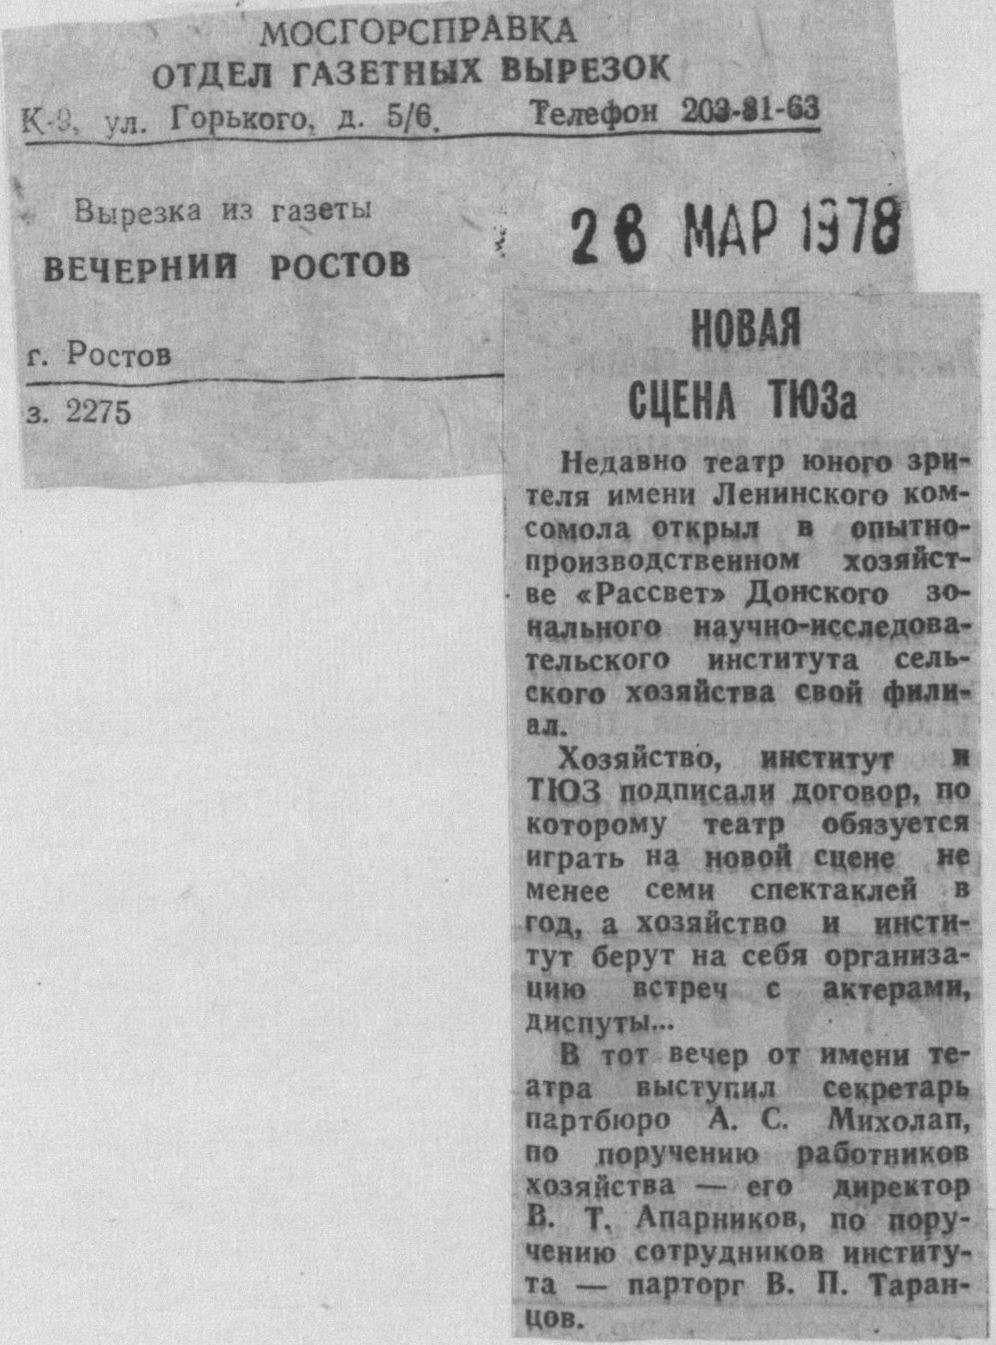 МОСГОРСПРАВКА
ОТДЕЛ ГАЗЕТНЫХ ВЫРЕЗОК
К-9, ул. Горького, д. 5/6. Телефон 203-81-63
Вырезка из газеты
ВЕЧЕРНИЙ РОСТОВ
26 МАР 1978
г. Ростов
з. 2275
НОВАЯ
СЦЕНА ТЮЗа
Недавно театр юного зри-
теля имени Ленинского ком-
сомола открыл в опытно-
производственном хозяйст-
ве «Рассвет» Донского зо-
нального научно-исследова-
тельского института сель-
ского хозяйства свой фили-
ал.
Хозяйство, институт и
ТЮЗ подписали договор, по
которому театр обязуется
играть на новой сцене не
менее семи спектаклей в
год, а хозяйство и инсти-
тут берут на себя организа-
цию встреч с актерами,
диспуты...
В тот вечер от имени те-
атра выступил секретарь
партбюро А. С. Михолап,
по поручению работников
хозяйства — его директор
В. Т. Апарников, по пору-
чению сотрудников институ-
та — парторг В. П. Таран-
цов.